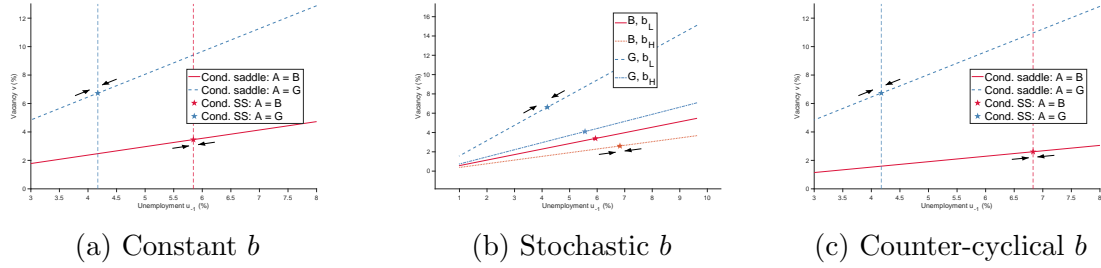 12
10
8
6
4
2
0
Vacancy v (%)
Cond. saddle: A = B
Cond. saddle: A = G
Cond. SS: A = B
Cond. SS: A = G
3 3.5 4 4.5 5 5.5 6 6.5 7 7.5 8
Unemployment u_-1 (%)
(a) Constant b
16
14
12
10
8
6
4
2
0
Vacancy v (%)
B, b_L
B, b_H
G, b_L
G, b_H
1 2 3 4 5 6 7 8 9 10
Unemployment u_-1 (%)
(b) Stochastic b
12
10
8
6
4
2
0
Vacancy v (%)
Cond. saddle: A = B
Cond. saddle: A = G
Cond. SS: A = B
Cond. SS: A = G
3 3.5 4 4.5 5 5.5 6 6.5 7 7.5 8
Unemployment u_-1 (%)
(c) Counter-cyclical b